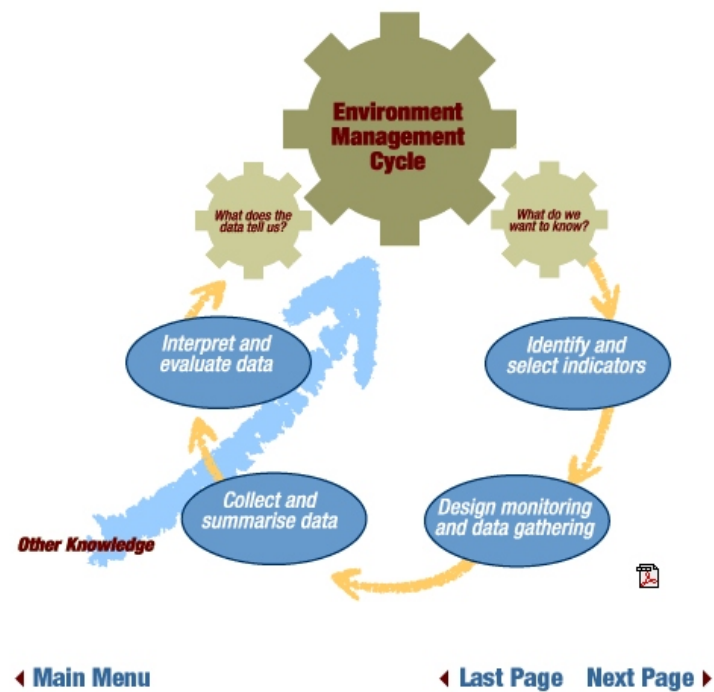 Environment
Management
Cycle
What does the
data tell us?
What do we
want to know?
Interpret and
evaluate data
Identify and
select indicators
Collect and
summarise data
Design monitoring
and data gathering
Other Knowledge
Main Menu
Last Page
Next Page